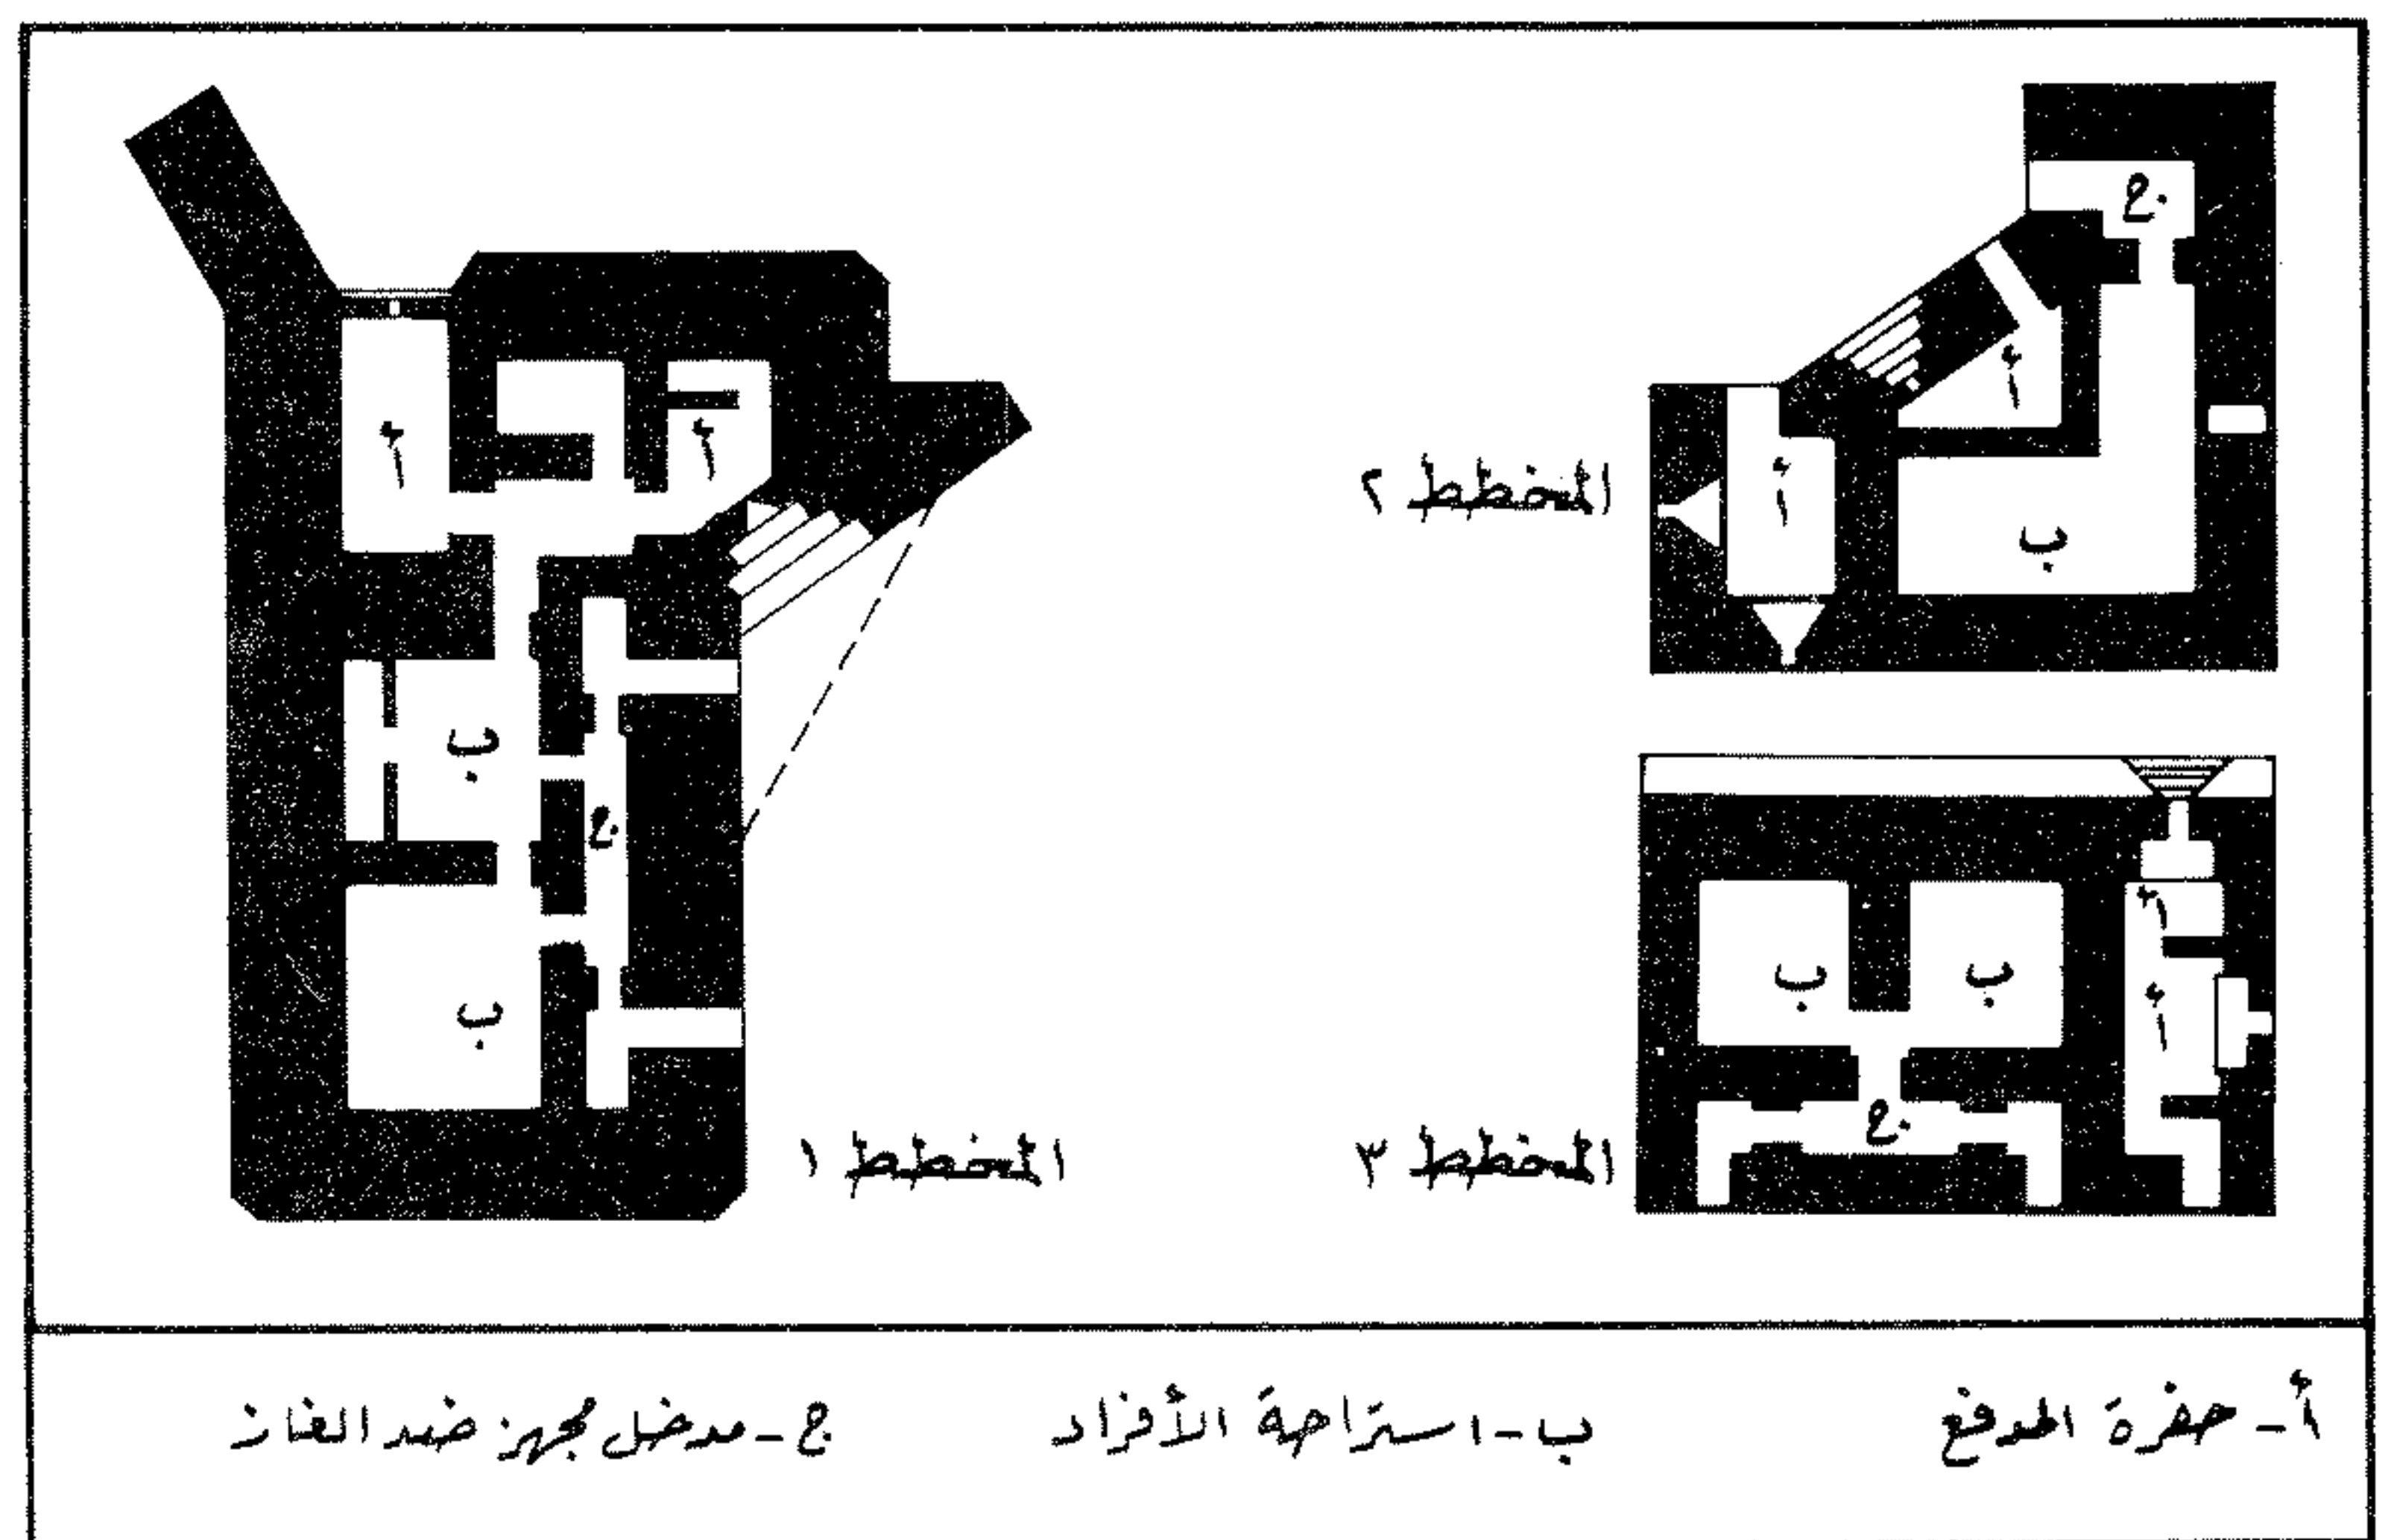 ج
أ
أ
أ
أ
المخطط ٢
ب
ب
ج
أ
ب
ب
أ
ب
أ
ج
المخطط ١
المخطط ٣
أ - حفرة المدفع
ب - استراحة الأفراد
ج - مدخل مجهز ضد الغاز